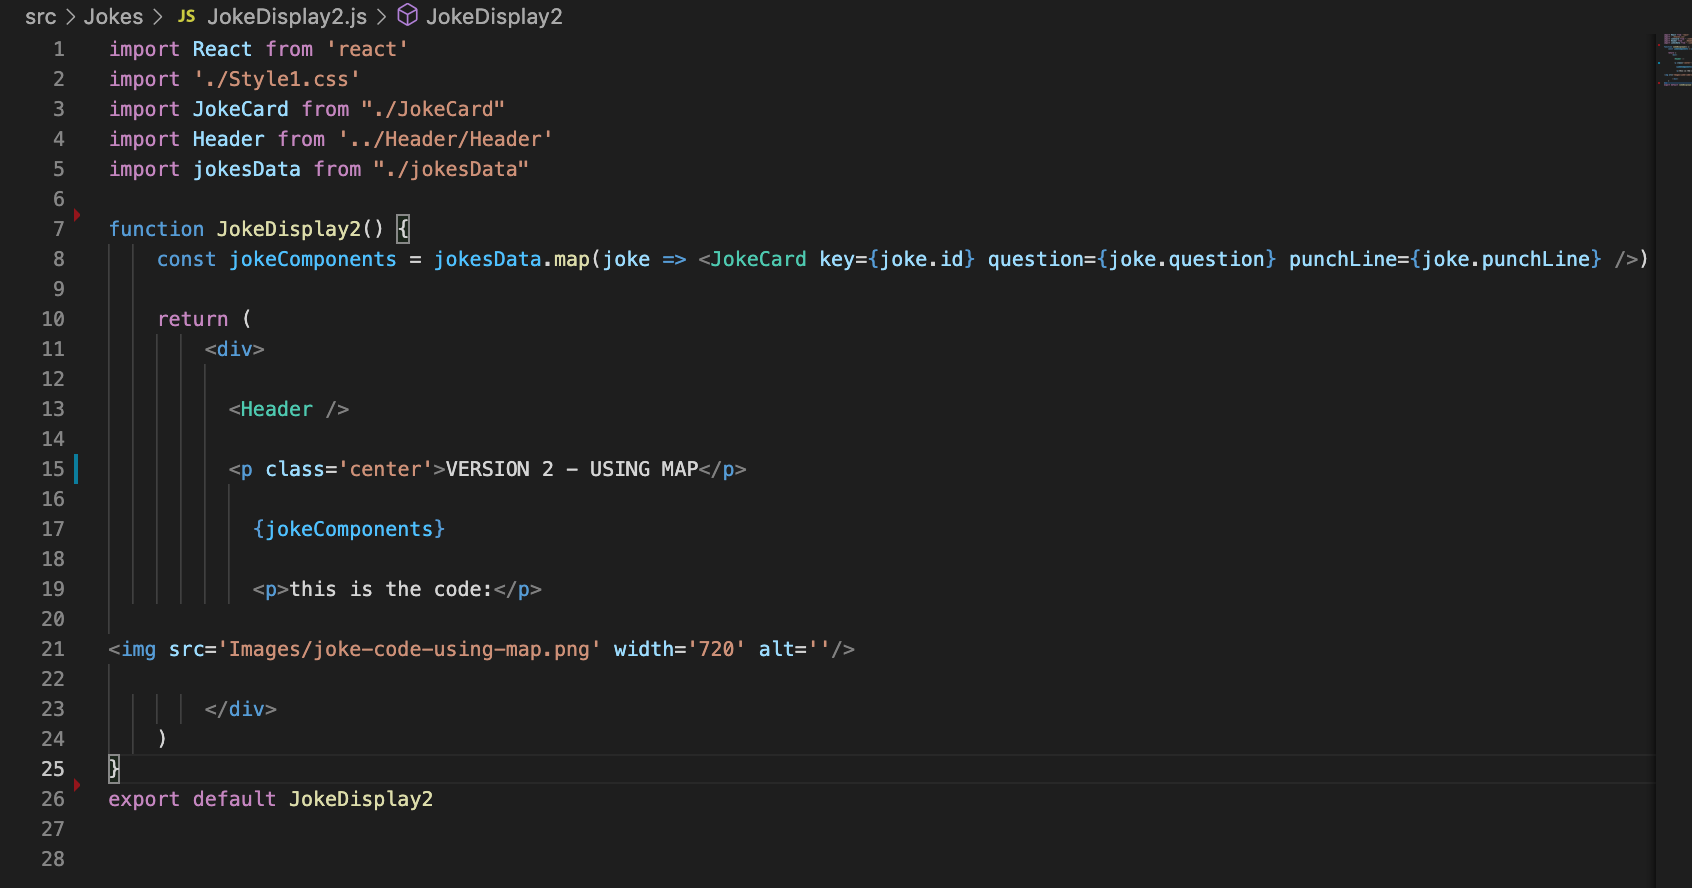 src > Jokes > JS JokeDisplay2.js > JokeDisplay2
1 import React from 'react'
2 import './Style1.css'
3 import JokeCard from "./JokeCard"
4 import Header from '../Header/Header'
5 import jokesData from "./jokesData"
6
7 function JokeDisplay2() {
8 const jokeComponents = jokesData.map(joke => <JokeCard key={joke.id} question={joke.question} punchLine={joke.punchLine} />)
9
10 return (
11 <div>
12
13 <Header />
14
15 <p class='center'>VERSION 2 – USING MAP</p>
16
17 {jokeComponents}
18
19 <p>this is the code:</p>
20
21 <img src='Images/joke-code-using-map.png' width='720' alt=''/>
22
23 </div>
24 )
25 }
26 export default JokeDisplay2
27
28